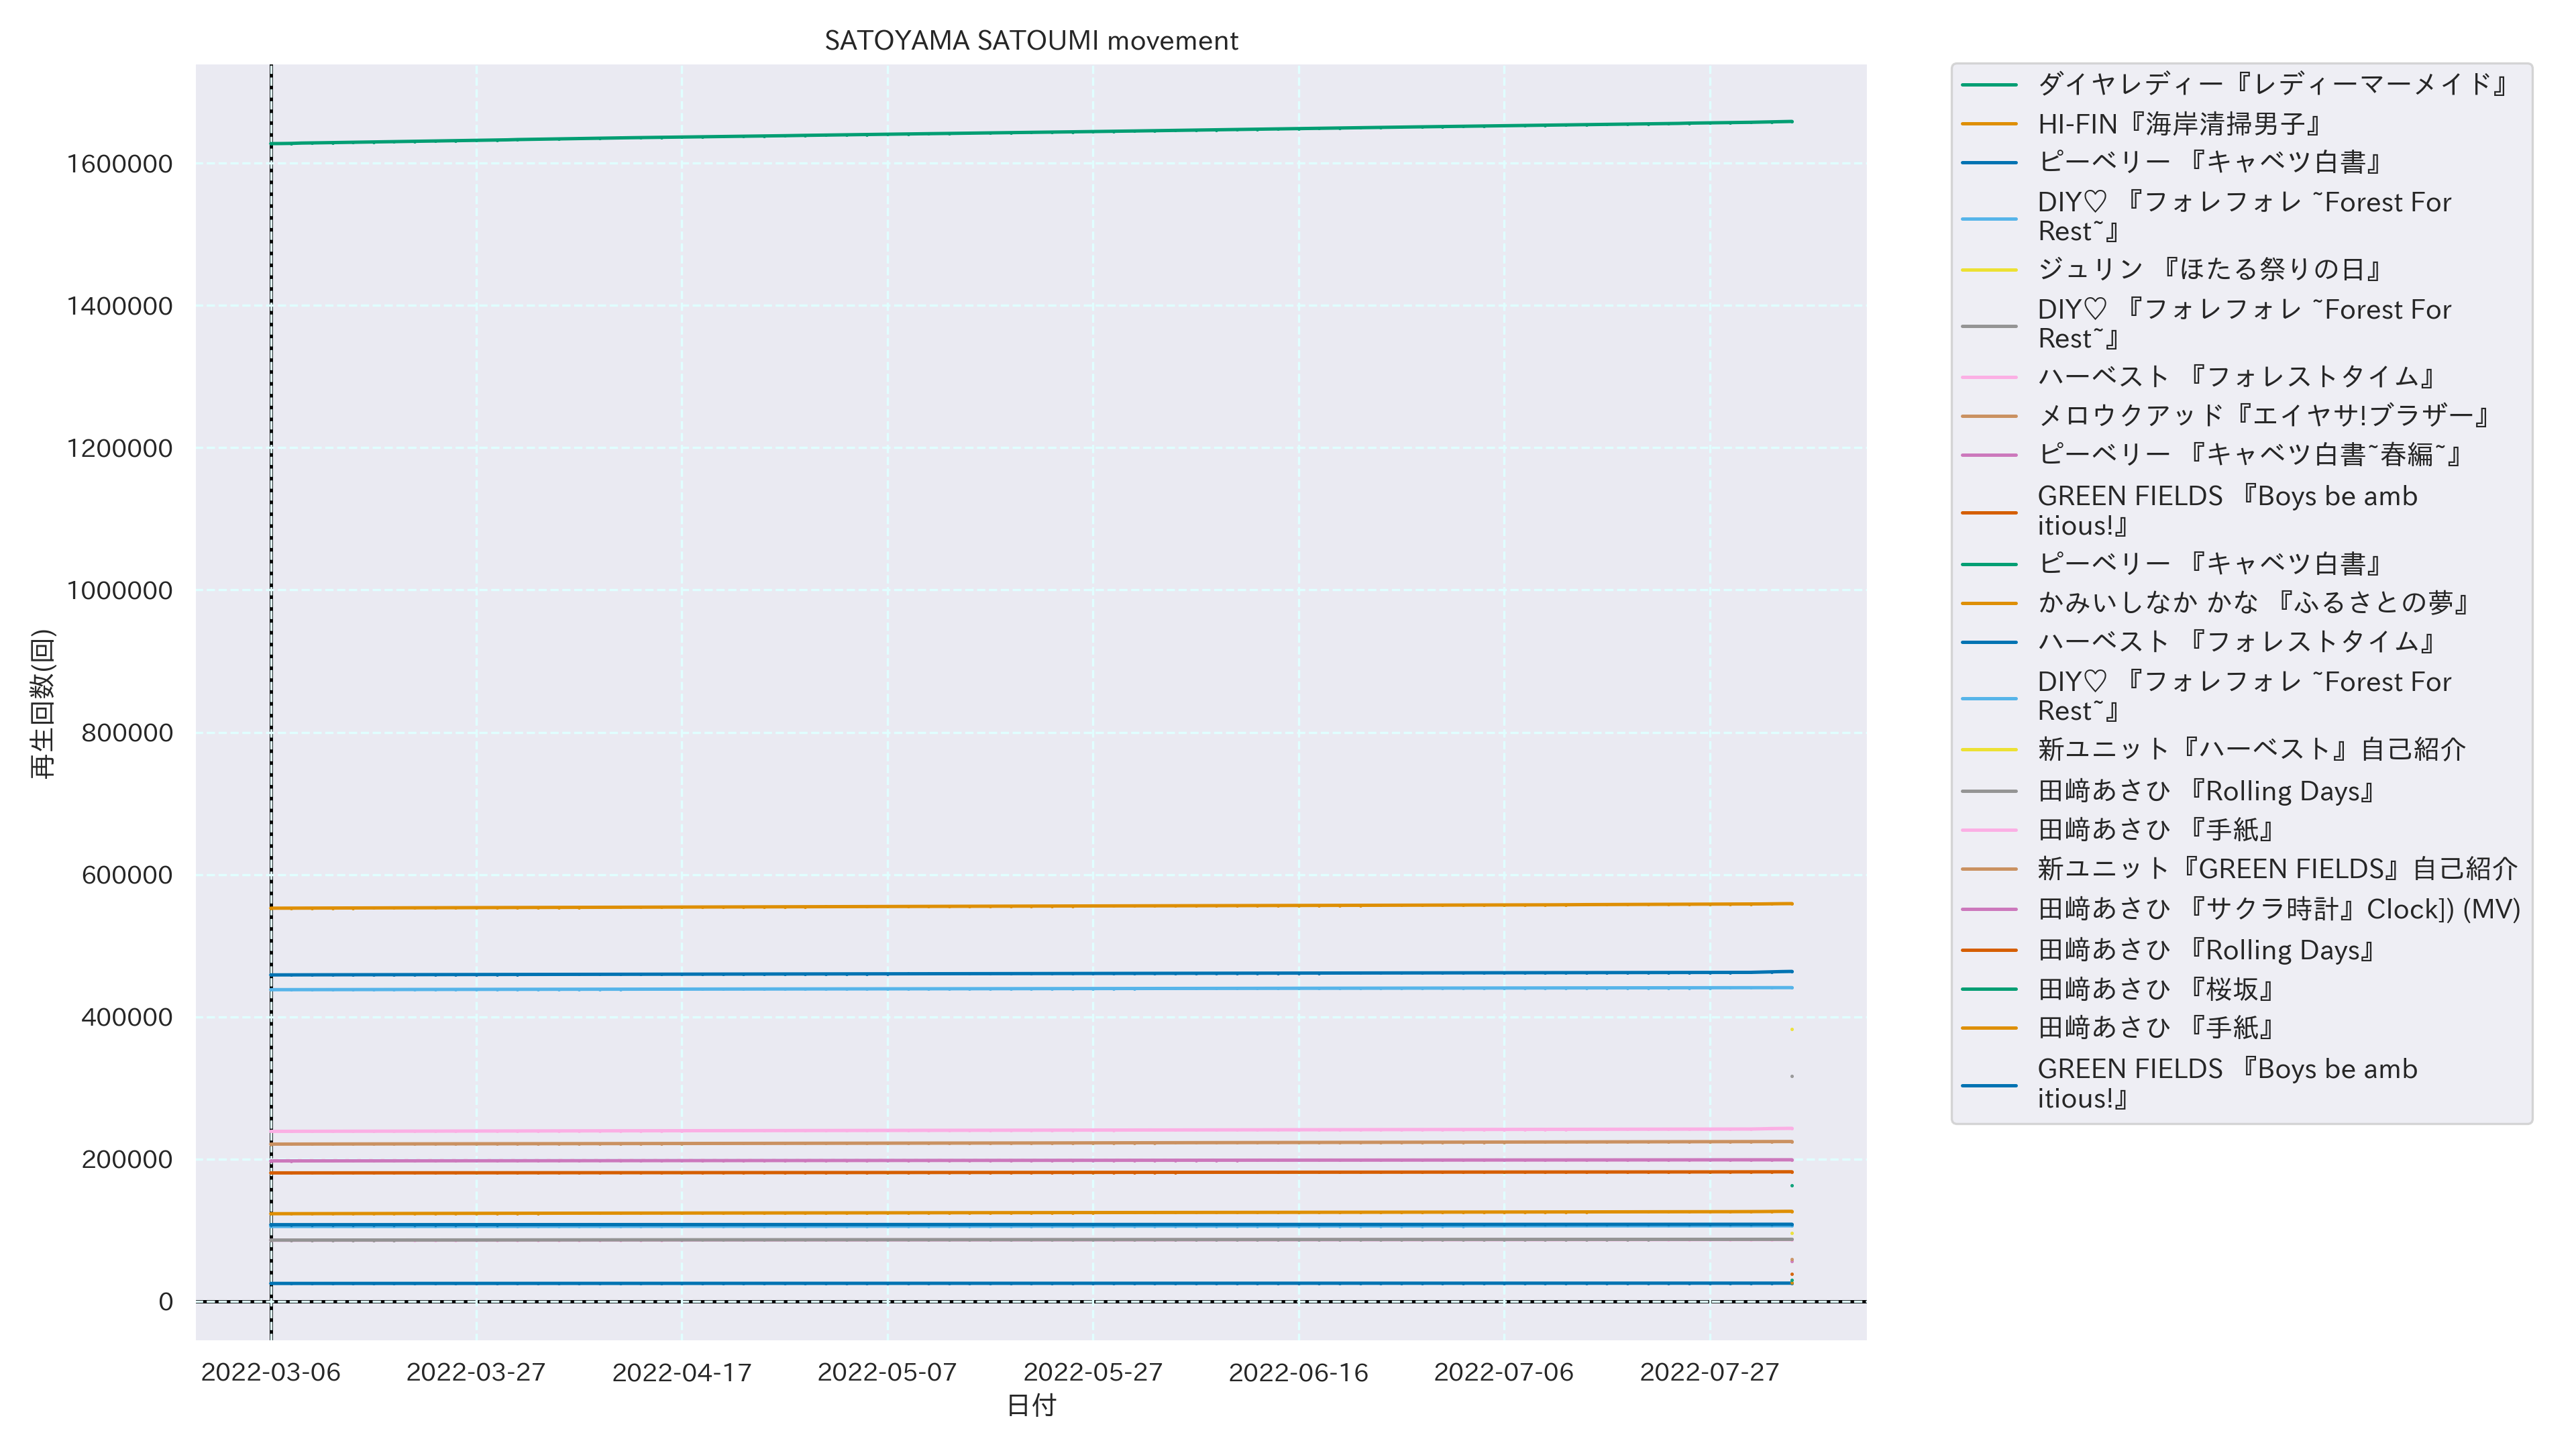 SATOYAMA SATOUMI movement
再生回数(回)
1600000
1400000
1200000
1000000
800000
600000
400000
200000
0
2022-03-06
2022-03-27
2022-04-17
2022-05-07
2022-05-27
2022-06-16
2022-07-06
2022-07-27
日付
ダイヤレディー『レディーマーメイド』
HI-FIN『海岸清掃男子』
ピーベリー 『キャベツ白書』
DIY♡ 『フォレフォレ ~Forest For
Rest~』
ジュリン 『ほたる祭りの日』
DIY♡ 『フォレフォレ ~Forest For
Rest~』
ハーベスト 『フォレストタイム』
メロウクアッド『エイヤサ!ブラザー』
ピーベリー 『キャベツ白書~春編~』
GREEN FIELDS 『Boys be amb
itious!』
ピーベリー 『キャベツ白書』
かみいしなか かな 『ふるさとの夢』
ハーベスト 『フォレストタイム』
DIY♡ 『フォレフォレ ~Forest For
Rest~』
新ユニット『ハーベスト』自己紹介
田﨑あさひ 『Rolling Days』
田﨑あさひ 『手紙』
新ユニット『GREEN FIELDS』自己紹介
田﨑あさひ 『サクラ時計』Clock]) (MV)
田﨑あさひ 『Rolling Days』
田﨑あさひ 『桜坂』
田﨑あさひ 『手紙』
GREEN FIELDS 『Boys be amb
itious!』